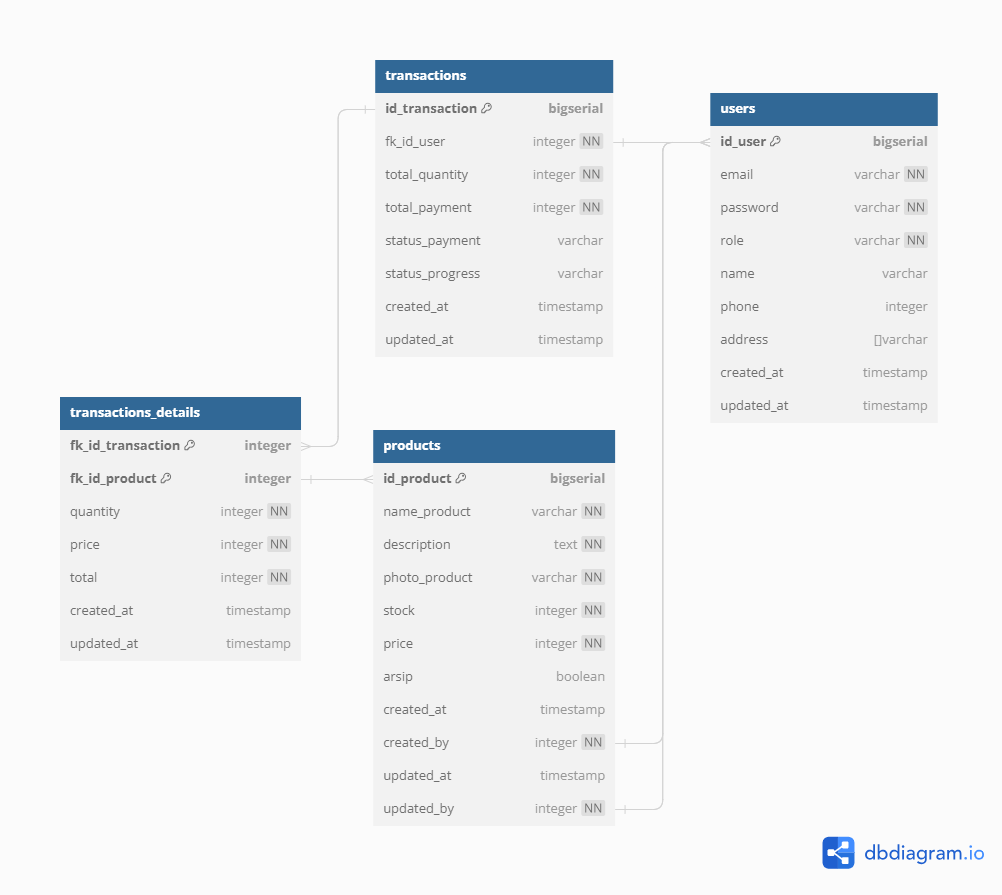 transactions
id_transaction bigserial
fk_id_user integer NN
total_quantity integer NN
total_payment integer NN
status_payment varchar
status_progress varchar
created_at timestamp
updated_at timestamp
users
id_user bigserial
email varchar NN
password varchar NN
role varchar NN
name varchar
phone integer
address []varchar
created_at timestamp
updated_at timestamp
transactions_details
fk_id_transaction integer
fk_id_product integer
quantity integer NN
price integer NN
total integer NN
created_at timestamp
updated_at timestamp
products
id_product bigserial
name_product varchar NN
description text NN
photo_product varchar NN
stock integer NN
price integer NN
arsip boolean
created_at timestamp
created_by integer NN
updated_at timestamp
updated_by integer NN
dbdiagram.io